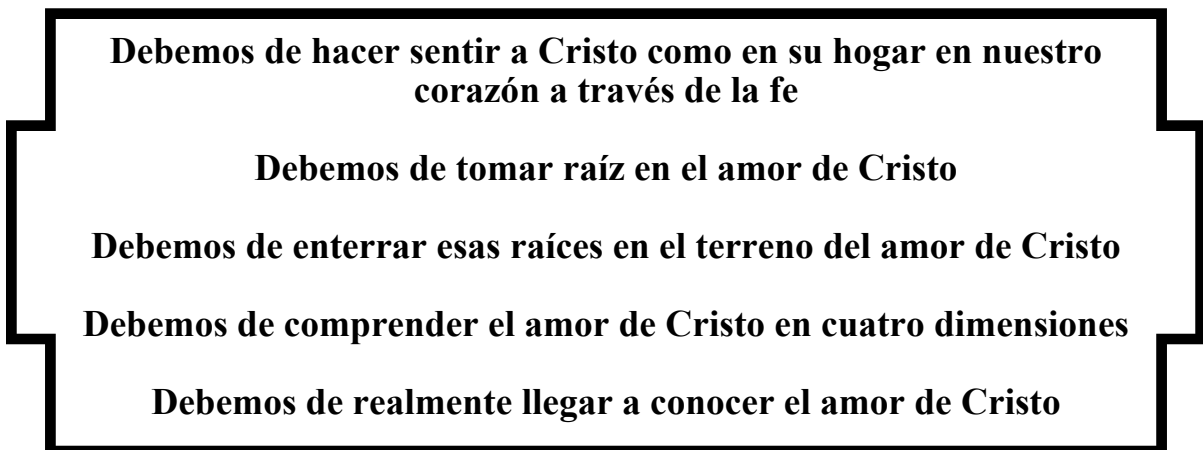 Debemos de hacer sentir a Cristo como en su hogar en nuestro
corazón a través de la fe
Debemos de tomar raíz en el amor de Cristo
Debemos de enterrar esas raíces en el terreno del amor de Cristo
Debemos de comprender el amor de Cristo en cuatro dimensiones
Debemos de realmente llegar a conocer el amor de Cristo